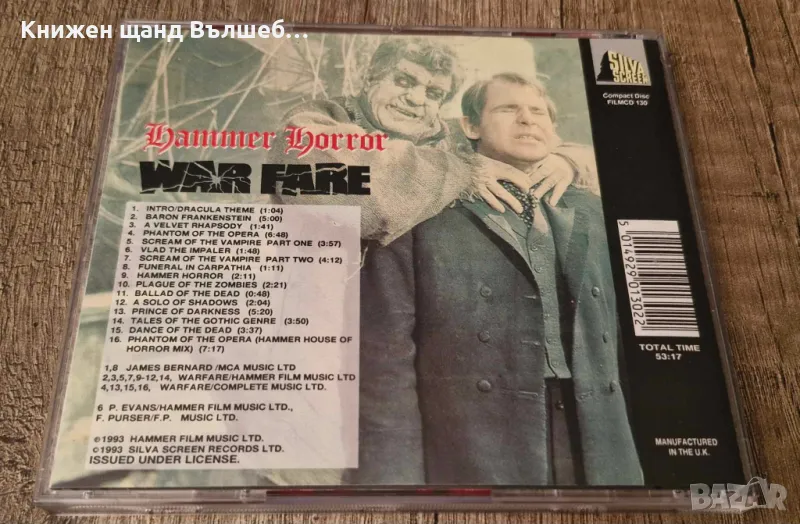 Книжен щанд Вълшеб...
SILVA
SCREEN
Compact Disc
FILMCD 130
Hammer Horror
WARFARE
1. INTRO/DRACULA THEME (1:04)
2. BARON FRANKENSTEIN (5:00)
3. A VELVET RHAPSODY (1:41)
4. PHANTOM OF THE OPERA (6:48)
5. SCREAM OF THE VAMPIRE PART ONE (3:57)
6. VLAD THE IMPALER (1:48)
7. SCREAM OF THE VAMPIRE PART TWO (4:12)
8. FUNERAL IN CARPATHIA (1:11)
9. HAMMER HORROR (2:11)
10. PLAGUE OF THE ZOMBIES (2:21)
11. BALLAD OF THE DEAD (0:48)
12. A SOLO OF SHADOWS (2:04)
13. PRINCE OF DARKNESS (5:20)
14. TALES OF THE GOTHIC GENRE (3:50)
15. DANCE OF THE DEAD (3:37)
16. PHANTOM OF THE OPERA (HAMMER HOUSE OF
HORROR MIX) (7:17)
1,8 JAMES BERNARD/MCA MUSIC LTD
2,3,5,7,9-12,14, WARFARE/HAMMER FILM MUSIC LTD
4,13,15,16, WARFARE/COMPLETE MUSIC LTD.
6 P. EVANS/HAMMER FILM MUSIC LTD.,
F. PURSER/F.P. MUSIC LTD.
©1993 HAMMER FILM MUSIC LTD.
℗1993 SILVA SCREEN RECORDS LTD.
ISSUED UNDER LICENSE.
5 014929 013022
TOTAL TIME
53:17
MANUFACTURED
IN THE U.K.
BAZAR